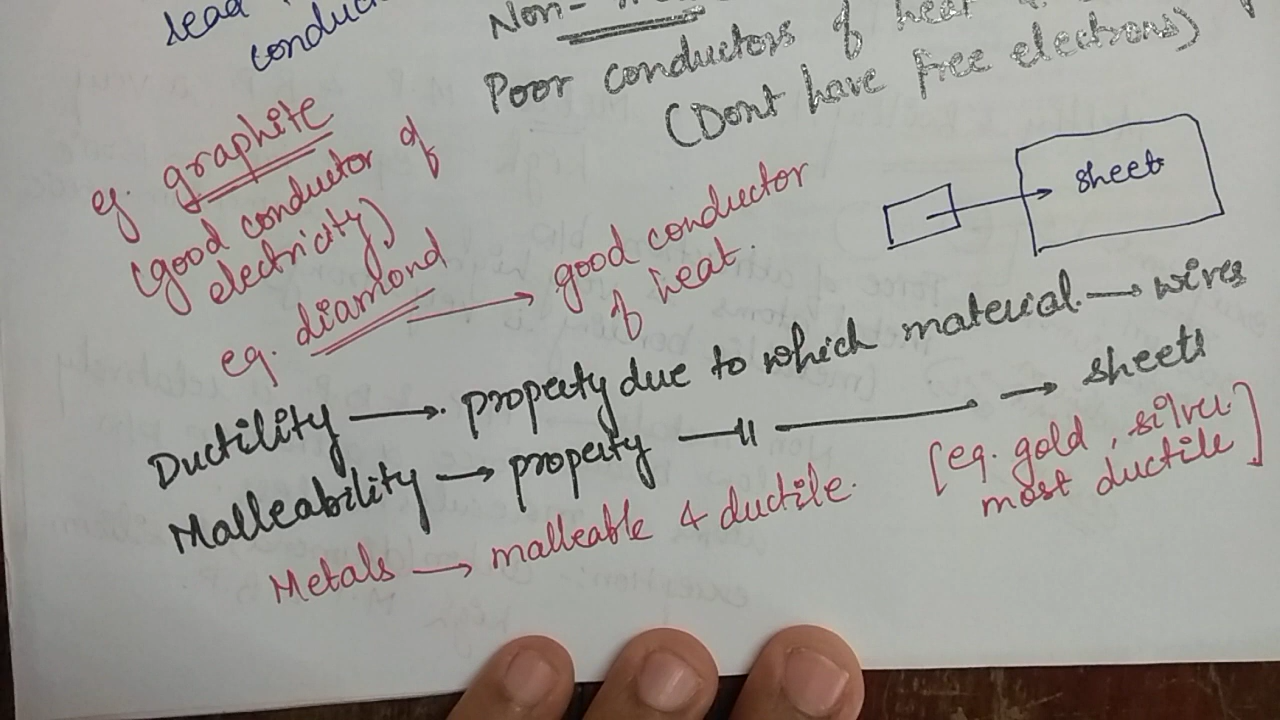 lead
conduc
Non-
Poor conductors of heat
(Dont have free electrons)
eg. graphite
(good conductor of
electricity)
eg. diamond → good conductor
of heat.
sheet
Ductility → property due to which material → wires
Malleability → property —〃— → sheets
Metals → malleable & ductile.
[eg. gold, silver
most ductile]